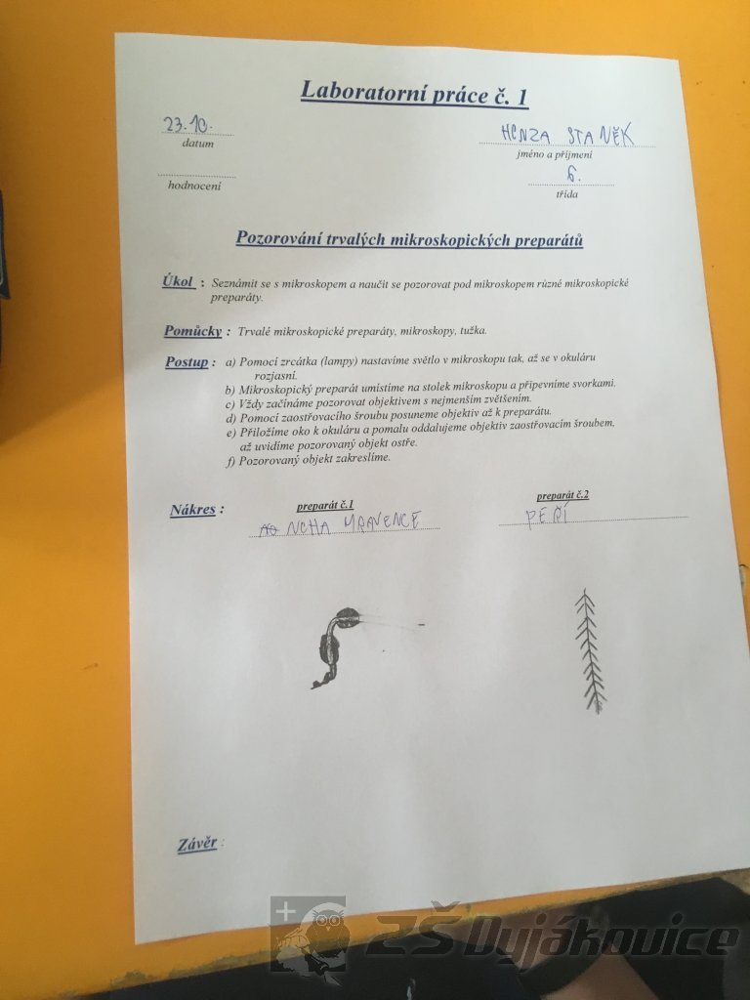 Laboratorní práce č. 1
23.10.
datum
HONZA STANĚK
jméno a příjmení
hodnocení
6.
třída
Pozorování trvalých mikroskopických preparátů
Úkol : Seznámit se s mikroskopem a naučit se pozorovat pod mikroskopem různé mikroskopické
preparáty.
Pomůcky : Trvalé mikroskopické preparáty, mikroskopy, tužka.
Postup : a) Pomocí zrcátka (lampy) nastavíme světlo v mikroskopu tak, až se v okuláru
rozjasní.
b) Mikroskopický preparát umístíme na stolek mikroskopu a připevníme svorkami.
c) Vždy začínáme pozorovat objektivem s nejmenším zvětšením.
d) Pomocí zaostřovacího šroubu posuneme objektiv až k preparátu.
e) Přiložíme oko k okuláru a pomalu oddalujeme objektiv zaostřovacím šroubem,
až uvidíme pozorovaný objekt ostře.
f) Pozorovaný objekt zakreslíme.
Nákres : preparát č.1 preparát č.2
NOHA MRAVENCE PEŘÍ
Závěr :
ZŠ Dyjákovice